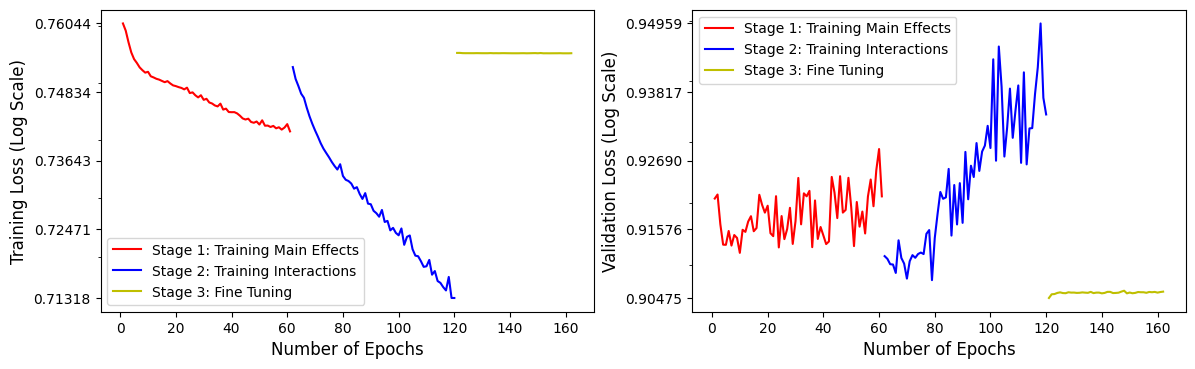 Training Loss (Log Scale)
0.76044
0.74834
0.73643
0.72471
0.71318
Stage 1: Training Main Effects
Stage 2: Training Interactions
Stage 3: Fine Tuning
0 20 40 60 80 100 120 140 160
Number of Epochs
Validation Loss (Log Scale)
0.94959
0.93817
0.92690
0.91576
0.90475
Stage 1: Training Main Effects
Stage 2: Training Interactions
Stage 3: Fine Tuning
0 20 40 60 80 100 120 140 160
Number of Epochs